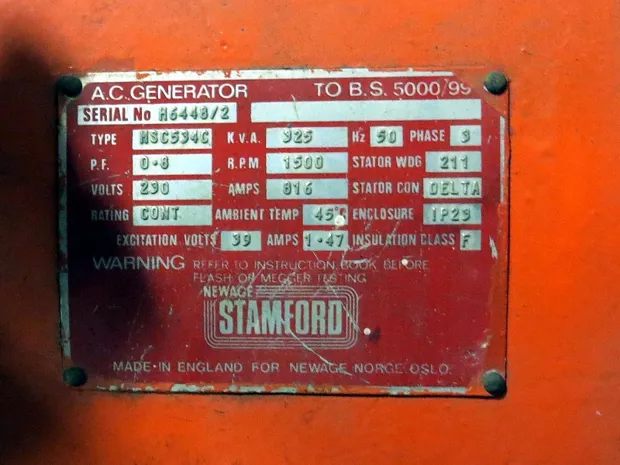 A.C. GENERATOR TO B.S. 5000/99
SERIAL No H6448/2
TYPE HSC534C K.V.A. 325 Hz 50 PHASE 3
P.F. 0·8 R.P.M 1500 STATOR WDG 211
VOLTS 230 AMPS 816 STATOR CON DELTA
RATING CONT AMBIENT TEMP 45°C ENCLOSURE IP23
EXCITATION VOLTS 39 AMPS 1·47 INSULATION CLASS F
WARNING REFER TO INSTRUCTION BOOK BEFORE
FLASH OR MEGGER TESTING
NEWAGE
STAMFORD
MADE·IN ENGLAND FOR NEWAGE NORGE OSLO.